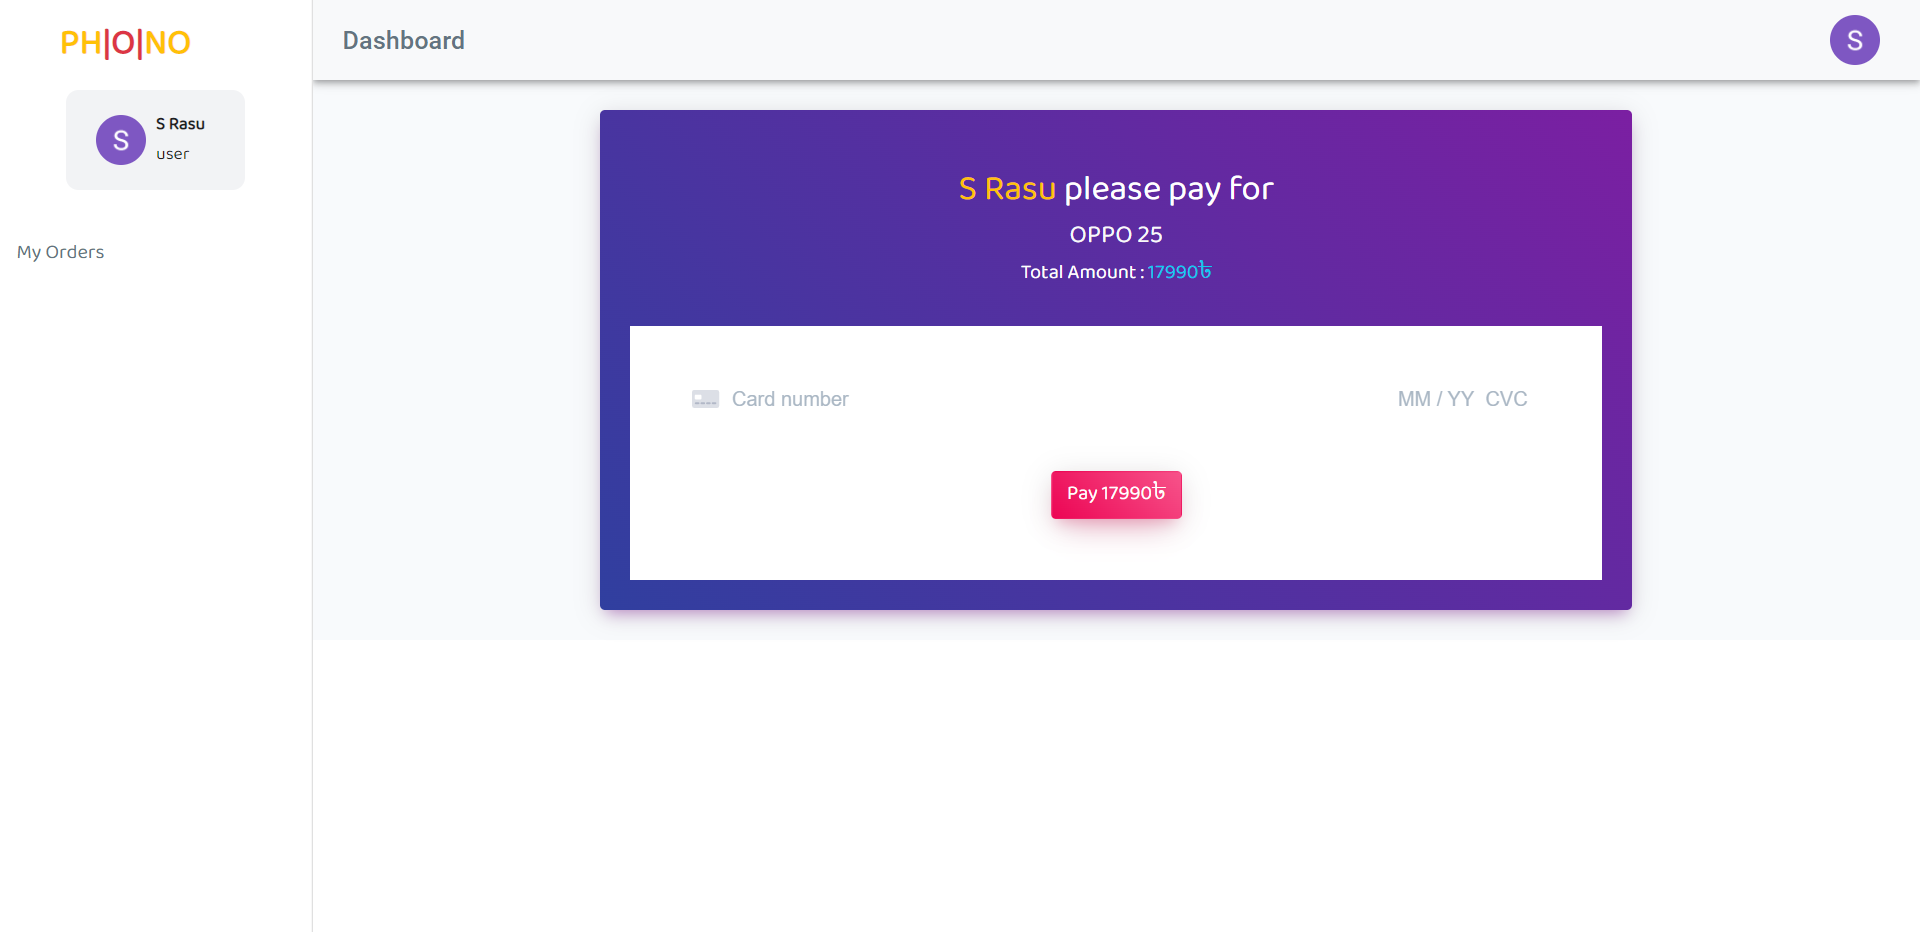 PH|O|NO
Dashboard
S
S
S Rasu
user
My Orders
S Rasu please pay for
OPPO 25
Total Amount : 17990৳
Card number
MM / YY CVC
Pay 17990৳